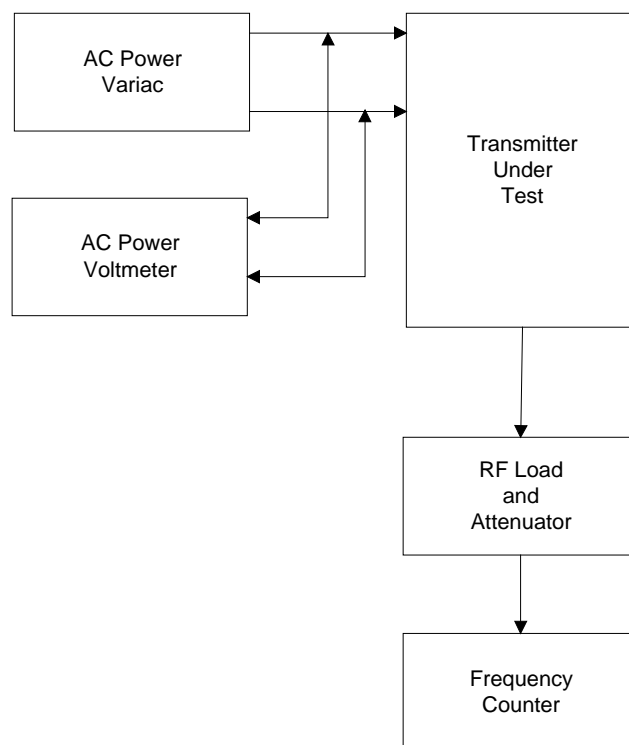 AC Power
Variac
Transmitter
Under
Test
AC Power
Voltmeter
RF Load
and
Attenuator
Frequency
Counter